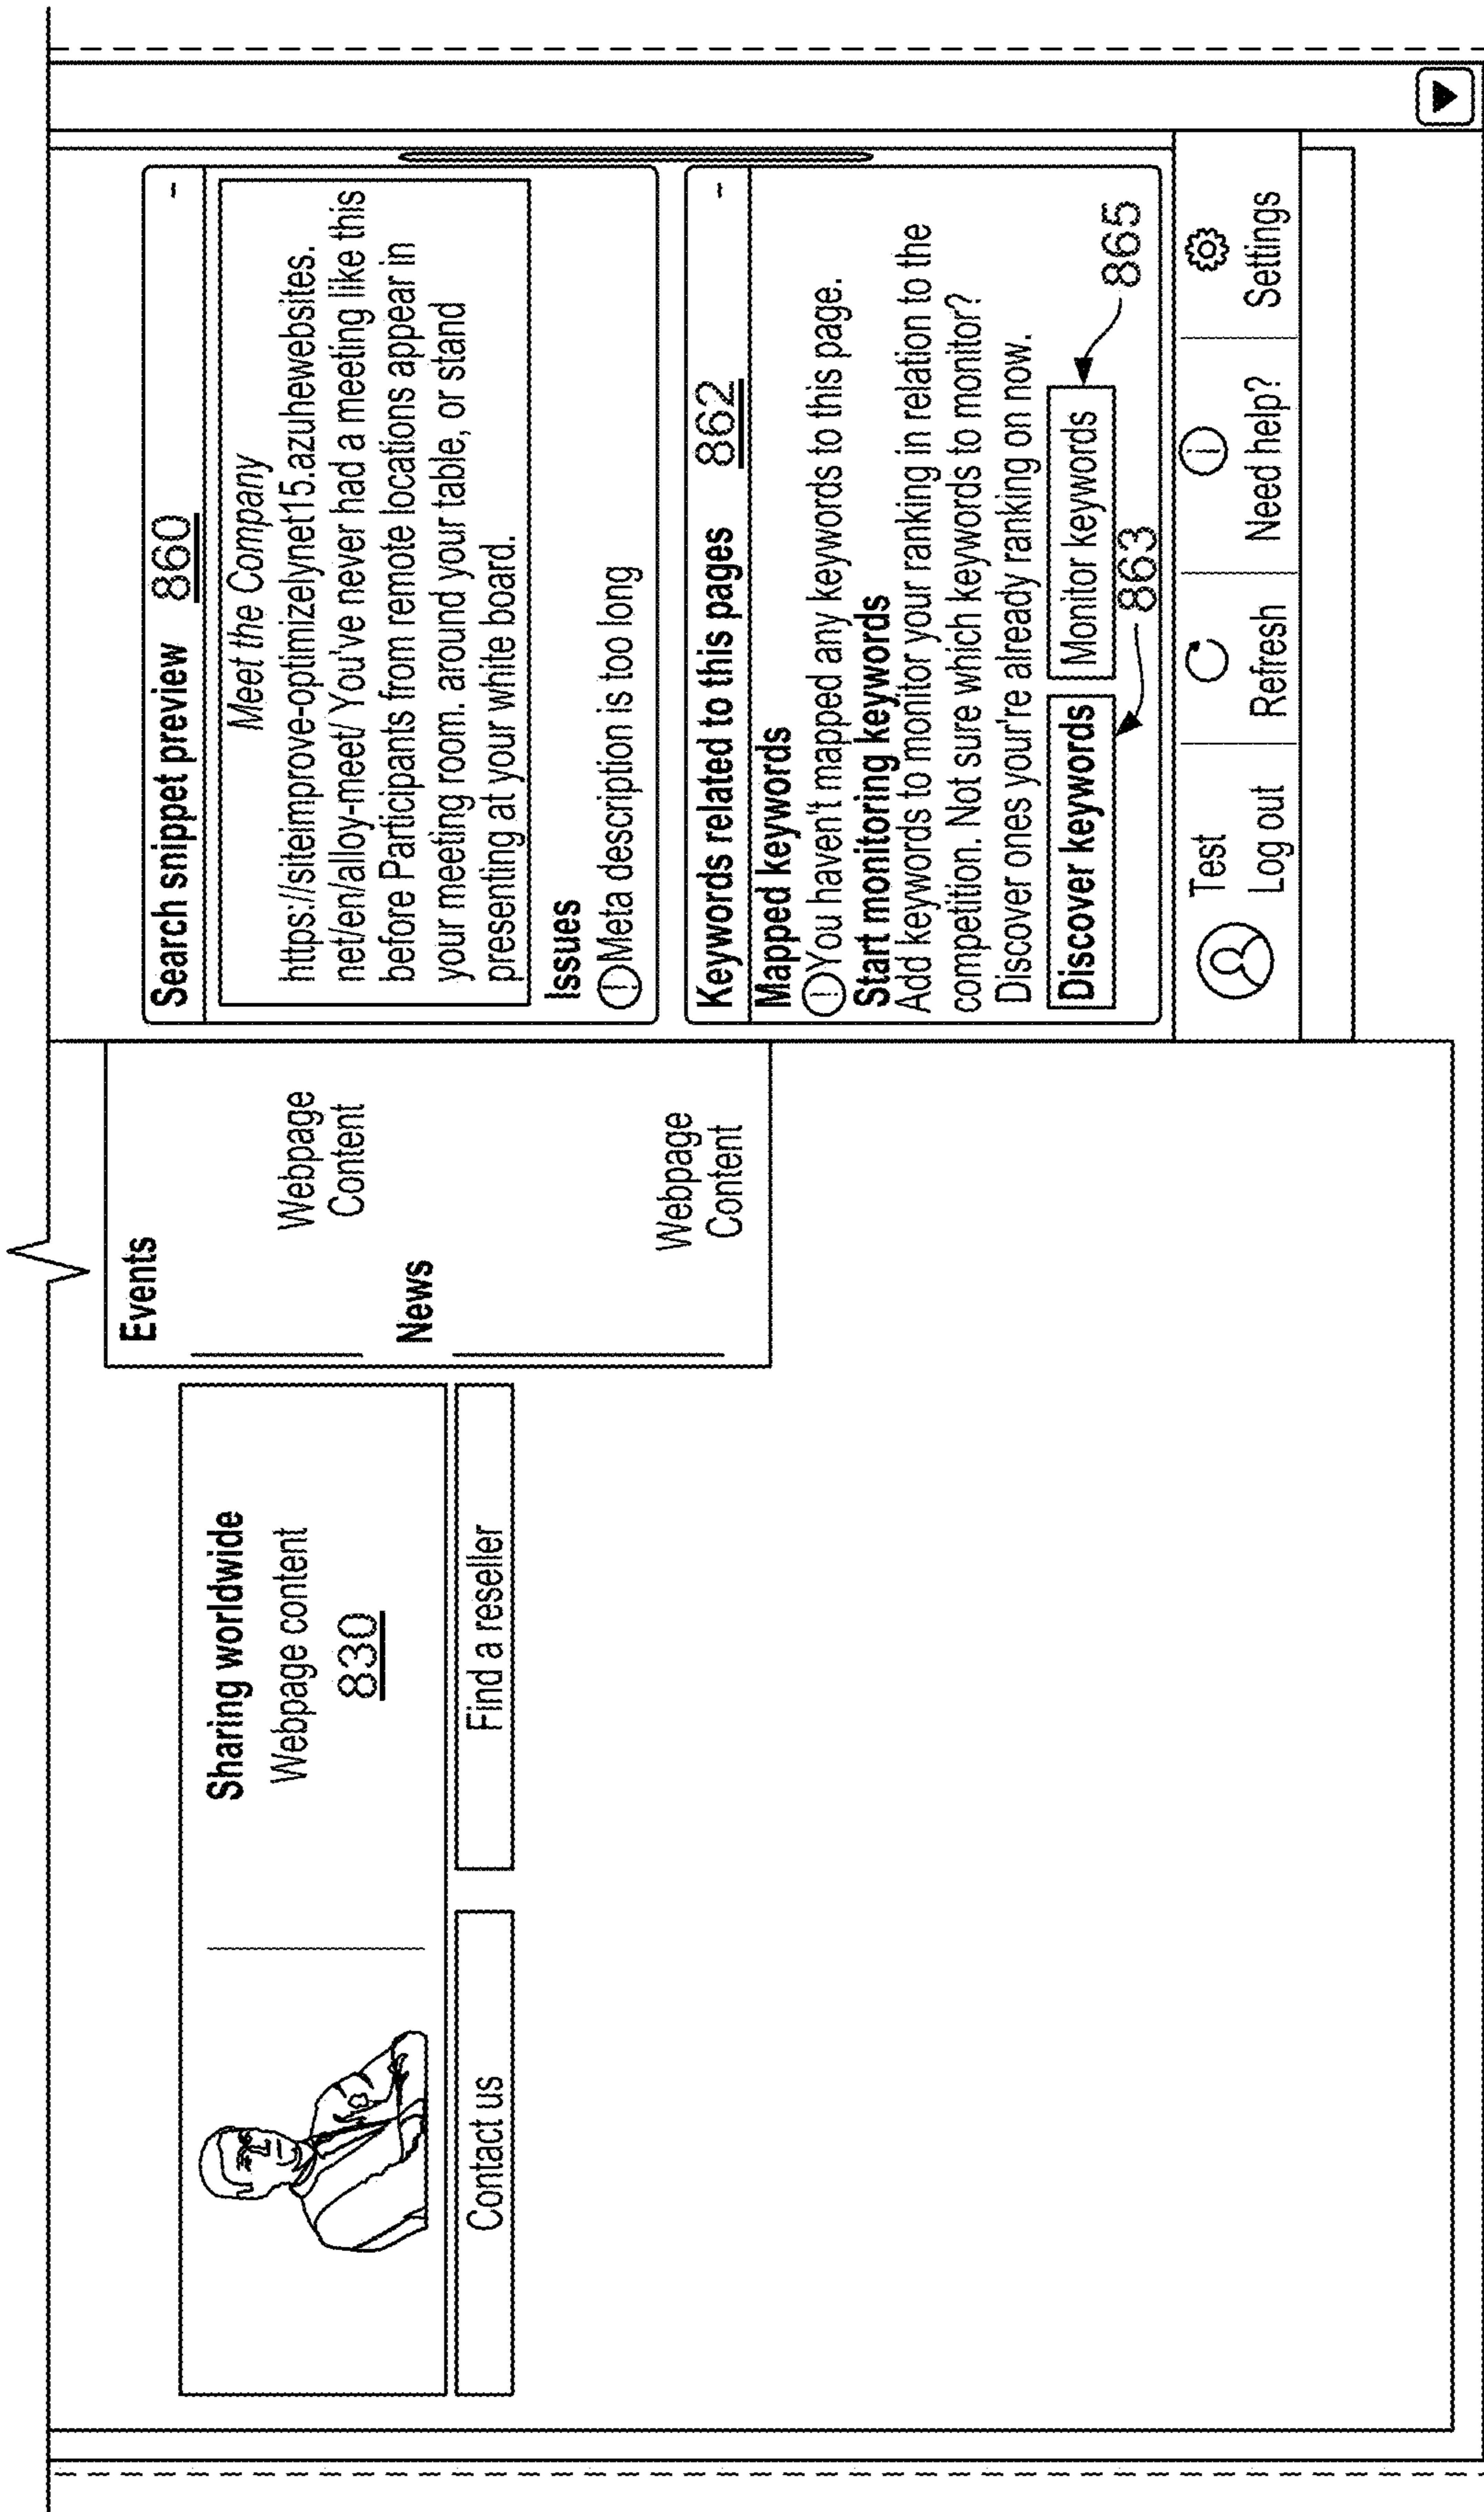 Sharing worldwide
Webpage content
830
Contact us
Find a reseller
Events
Webpage
Content
News
Webpage
Content
Search snippet preview 860 -
Meet the Company
https://siteimprove-optimizelynet15.azuhewebsites.
net/en/alloy-meet/ You've never had a meeting like this
before Participants from remote locations appear in
your meeting room. around your table, or stand
presenting at your white board.
Issues
! Meta description is too long
Keywords related to this pages 862 -
Mapped keywords
! You haven't mapped any keywords to this page.
Start monitoring keywords
Add keywords to monitor your ranking in relation to the
competition. Not sure which keywords to monitor?
Discover ones your're already ranking on now.
Discover keywords Monitor keywords
863 865
Test
Log out
Refresh
Need help?
Settings